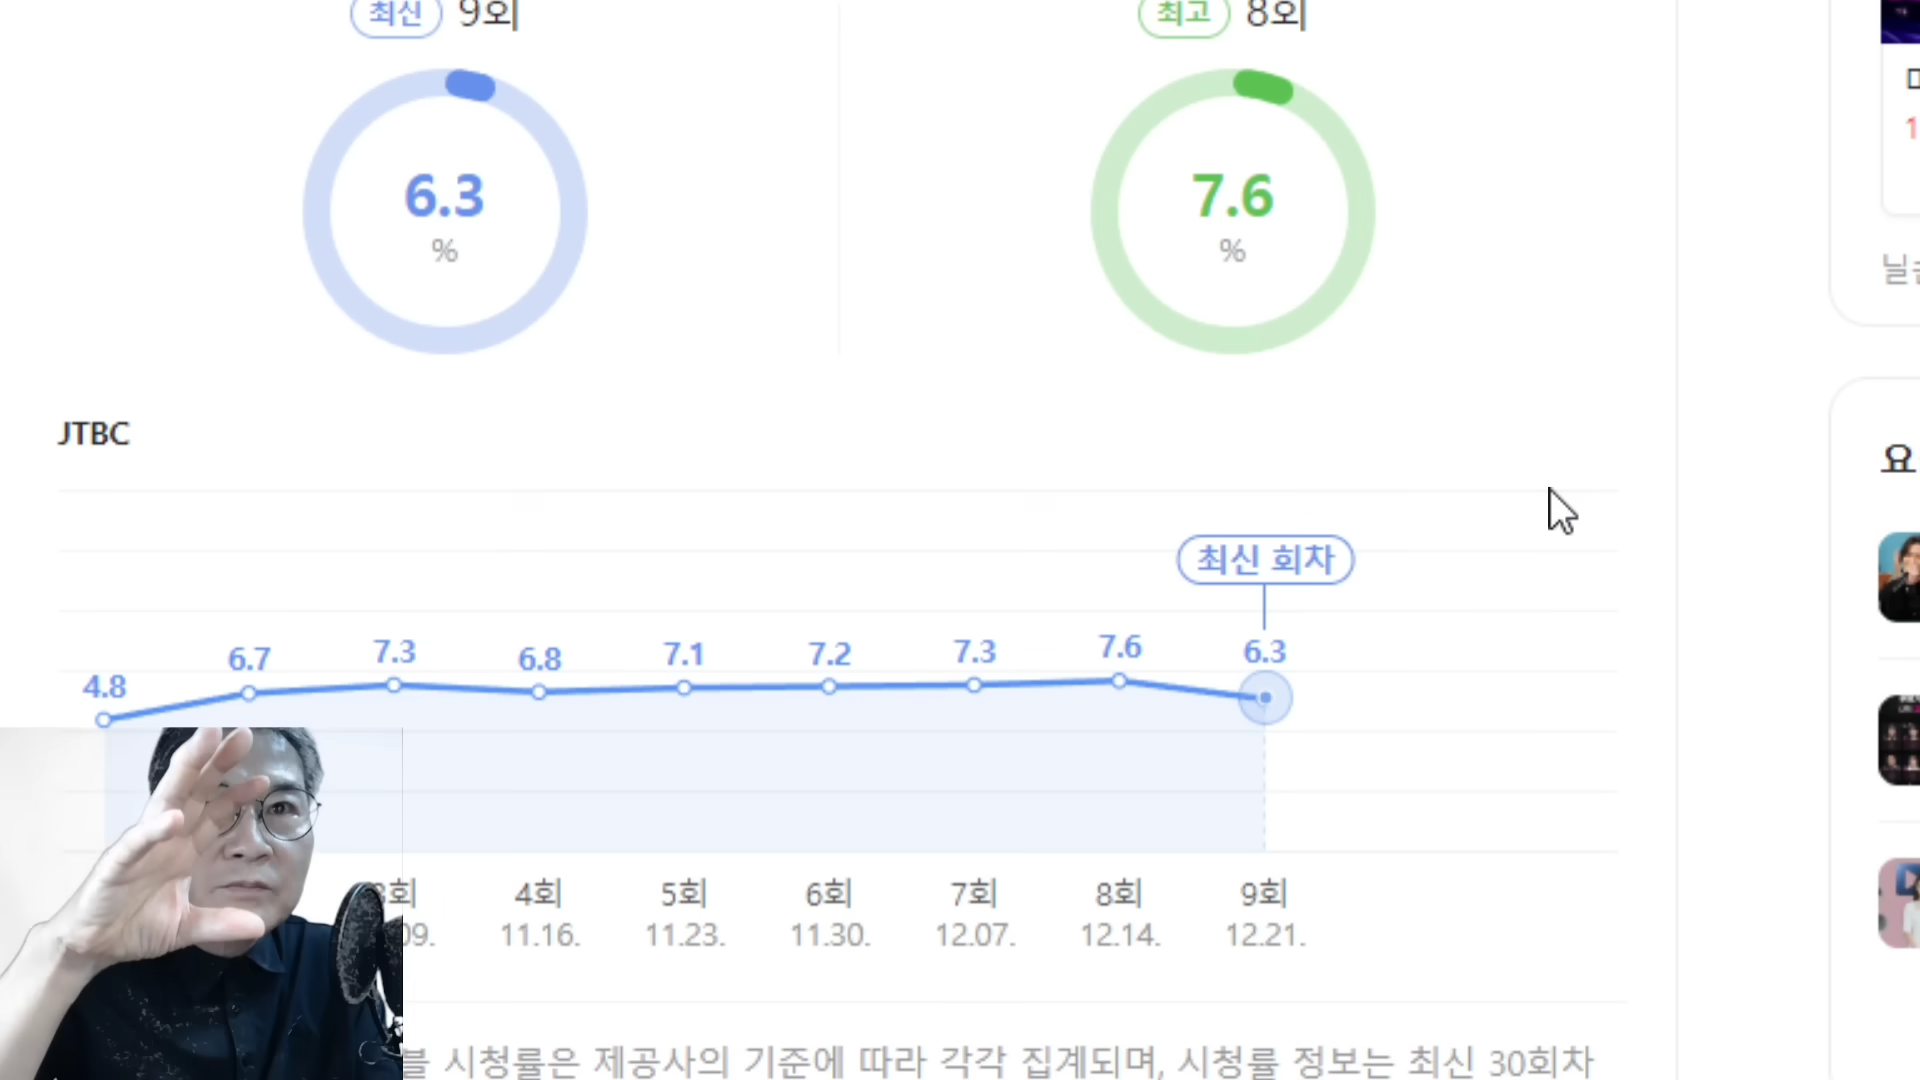 최신 9회
최고 8회
6.3
%
7.6
%
JTBC
최신 회차
4.8 6.7 7.3 6.8 7.1 7.2 7.3 7.6 6.3
4회 5회 6회 7회 8회 9회
09. 11.16. 11.23. 11.30. 12.07. 12.14. 12.21.
시청률은 제공사의 기준에 따라 각각 집계되며, 시청률 정보는 최신 30회차
요